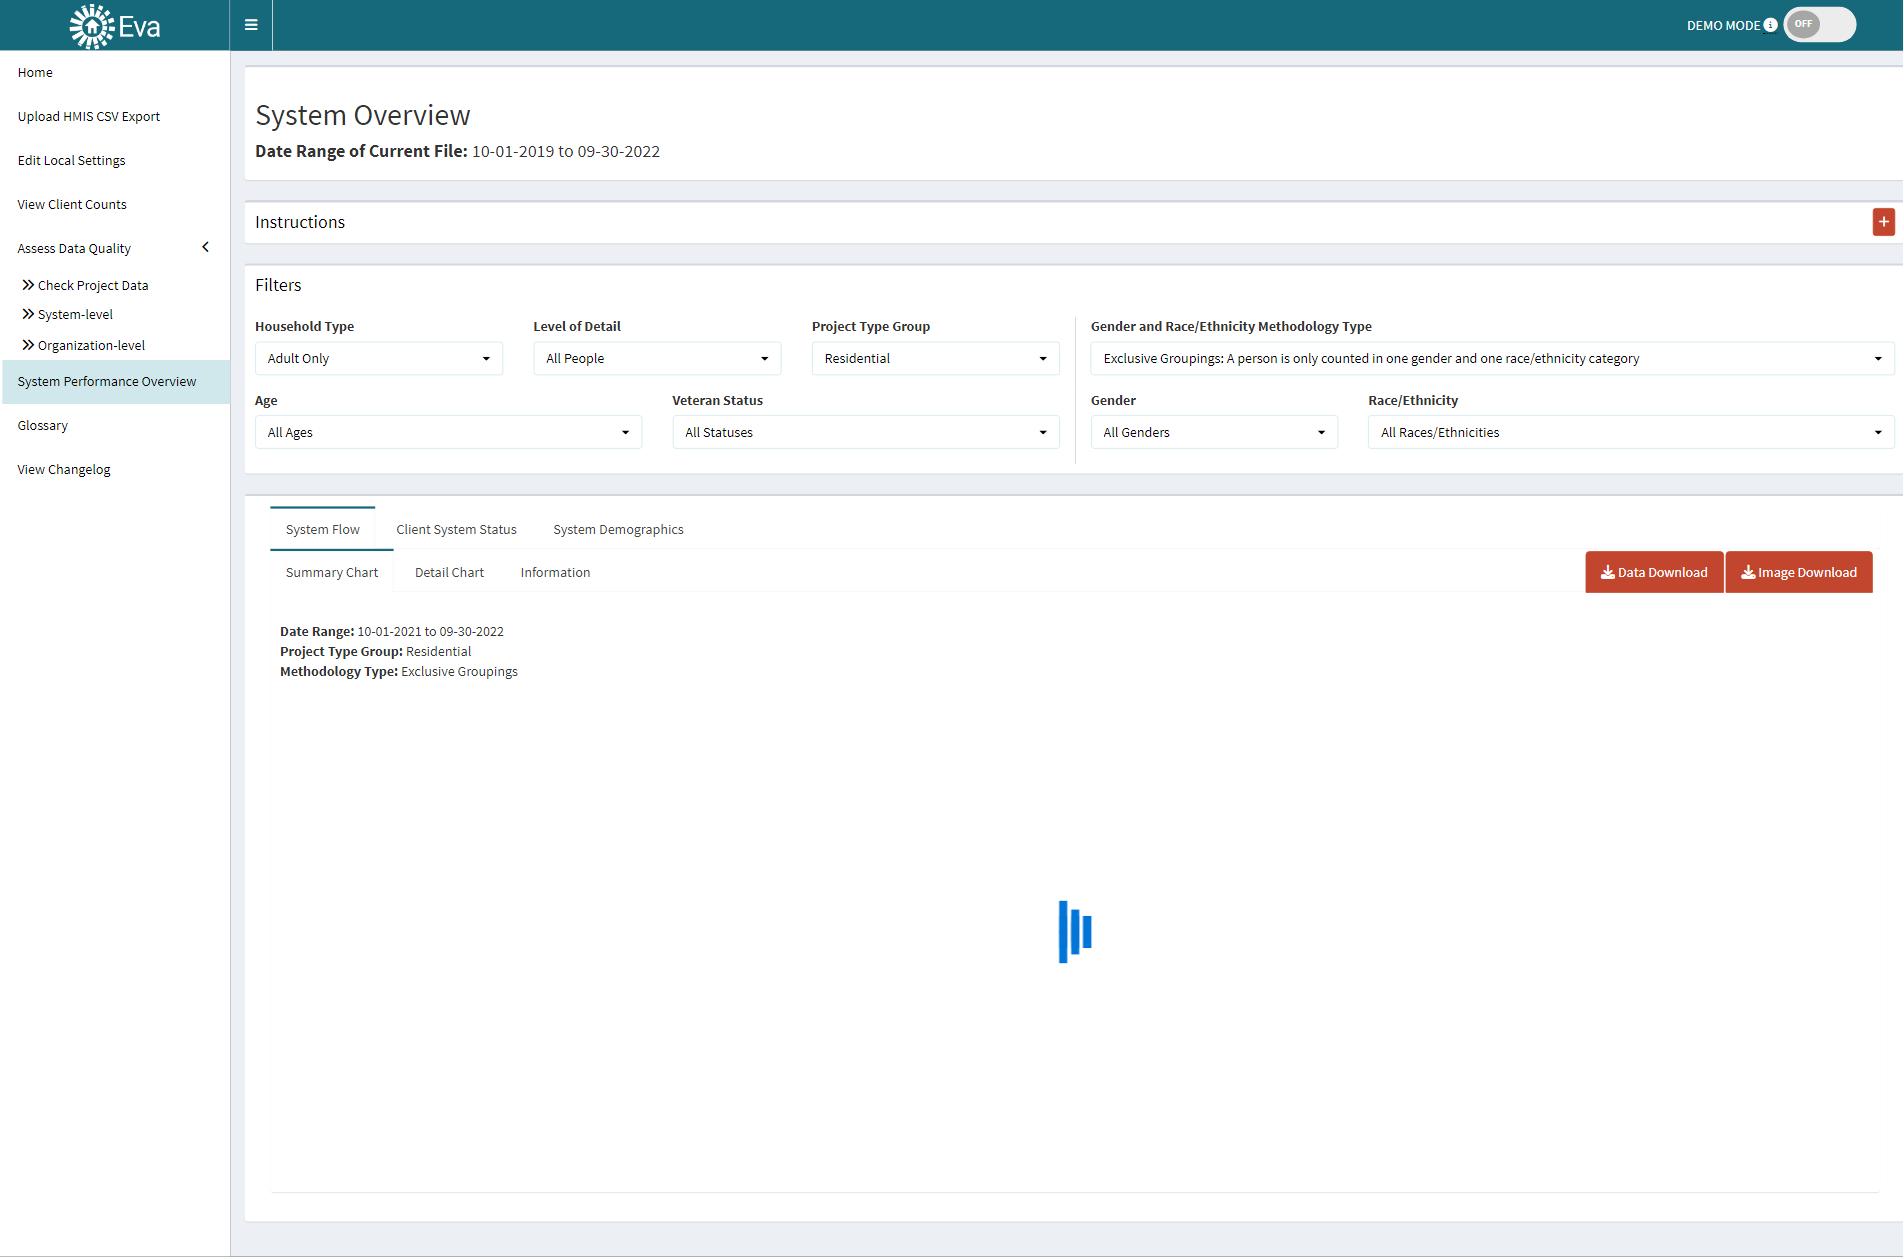 Eva
DEMO MODE
OFF
Home
Upload HMIS CSV Export
Edit Local Settings
View Client Counts
Assess Data Quality
Check Project Data
System-level
Organization-level
System Performance Overview
Glossary
View Changelog
System Overview
Date Range of Current File: 10-01-2019 to 09-30-2022
Instructions
Filters
Household Type
Level of Detail
Project Type Group
Gender and Race/Ethnicity Methodology Type
Adult Only
All People
Residential
Exclusive Groupings: A person is only counted in one gender and one race/ethnicity category
Age
Veteran Status
Gender
Race/Ethnicity
All Ages
All Statuses
All Genders
All Races/Ethnicities
System Flow
Client System Status
System Demographics
Summary Chart
Detail Chart
Information
Data Download
Image Download
Date Range: 10-01-2021 to 09-30-2022
Project Type Group: Residential
Methodology Type: Exclusive Groupings